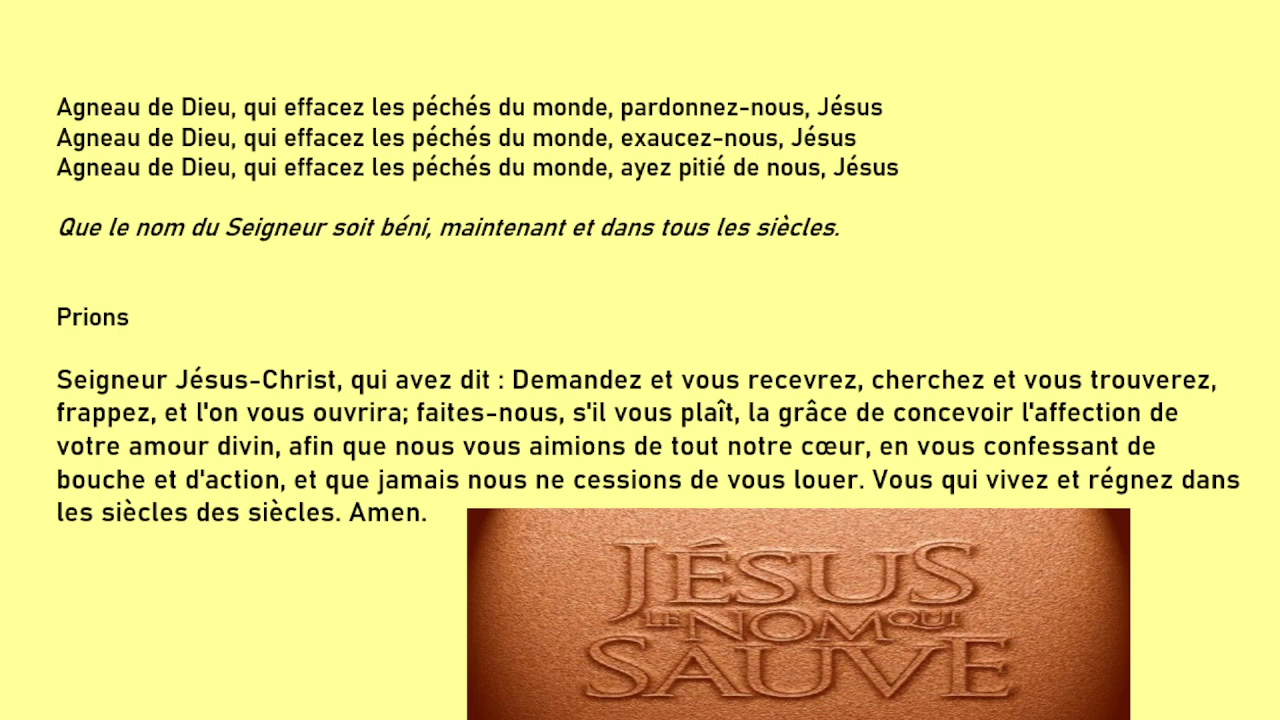 Agneau de Dieu, qui effacez les péchés du monde, pardonnez-nous, Jésus
Agneau de Dieu, qui effacez les péchés du monde, exaucez-nous, Jésus
Agneau de Dieu, qui effacez les péchés du monde, ayez pitié de nous, Jésus
Que le nom du Seigneur soit béni, maintenant et dans tous les siècles.
Prions
Seigneur Jésus-Christ, qui avez dit : Demandez et vous recevrez, cherchez et vous trouverez,
frappez, et l'on vous ouvrira; faites-nous, s'il vous plaît, la grâce de concevoir l'affection de
votre amour divin, afin que nous vous aimions de tout notre cœur, en vous confessant de
bouche et d'action, et que jamais nous ne cessions de vous louer. Vous qui vivez et régnez dans
les siècles des siècles. Amen.
JÉSUS
LE NOM QUI
SAUVE